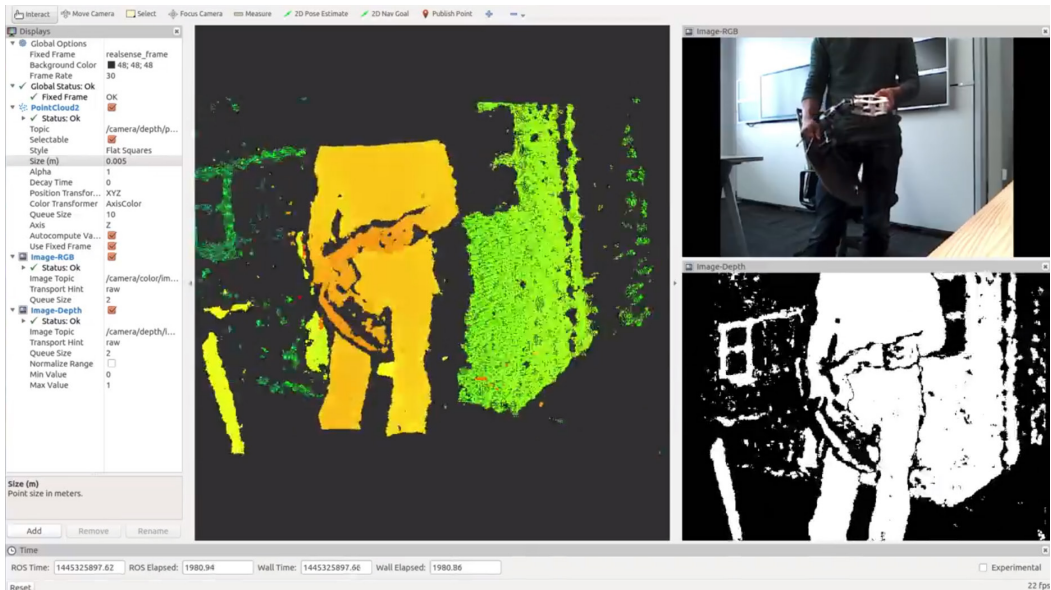 Interact Move Camera Select Focus Camera Measure 2D Pose Estimate 2D Nav Goal Publish Point
Displays
Global Options
Fixed Frame realsense_frame
Background Color 48; 48; 48
Frame Rate 30
Global Status: Ok
Fixed Frame OK
PointCloud2
Status: Ok
Topic /camera/depth/p...
Selectable
Style Flat Squares
Size (m) 0.005
Alpha 1
Decay Time 0
Position Transfor... XYZ
Color Transformer AxisColor
Queue Size 10
Axis Z
Autocompute Va...
Use Fixed Frame
Image-RGB
Status: Ok
Image Topic /camera/color/im...
Transport Hint raw
Queue Size 2
Image-Depth
Status: Ok
Image Topic /camera/depth/i...
Transport Hint raw
Queue Size 2
Normalize Range
Min Value 0
Max Value 1
Size (m)
Point size in meters.
Add Remove Rename
Image-RGB
Image-Depth
Time
ROS Time: 1445325897.62 ROS Elapsed: 1980.94 Wall Time: 1445325897.66 Wall Elapsed: 1980.86 Experimental
Reset 22 fps